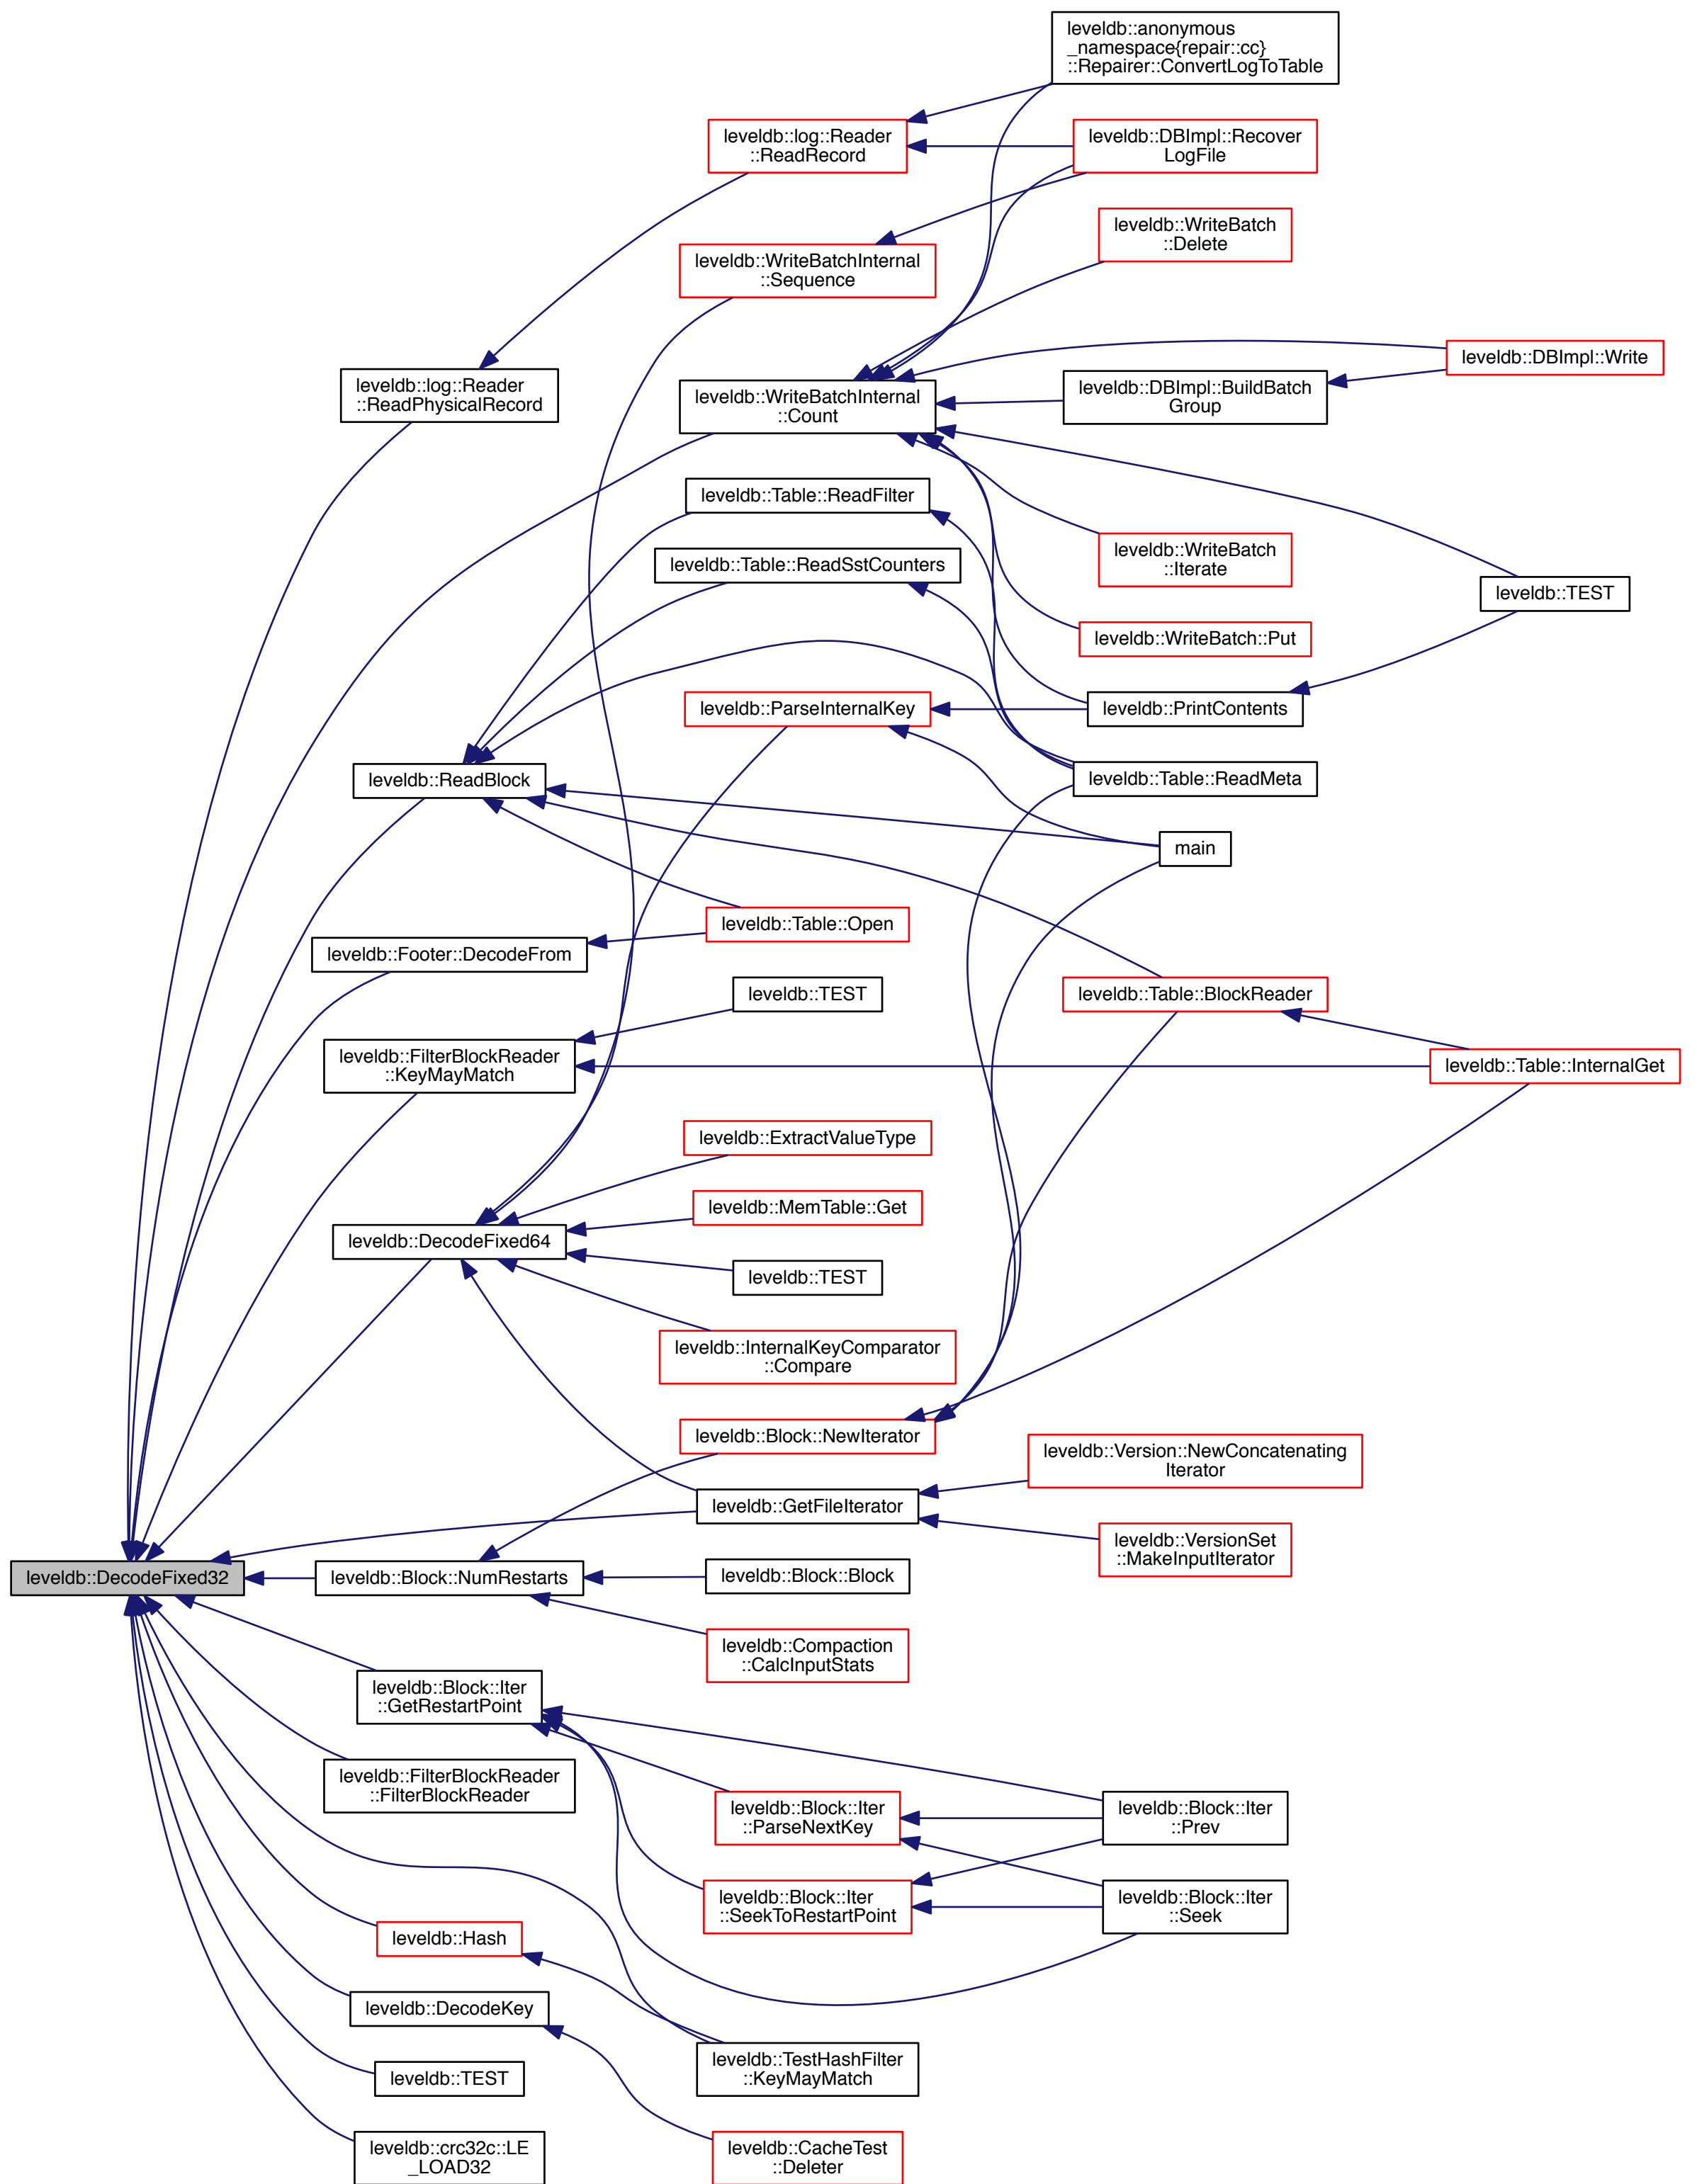 leveldb::anonymous
_namespace{repair::cc}
::Repairer::ConvertLogToTable
leveldb::log::Reader
::ReadRecord
leveldb::DBImpl::Recover
LogFile
leveldb::WriteBatch
::Delete
leveldb::WriteBatchInternal
::Sequence
leveldb::DBImpl::Write
leveldb::log::Reader
::ReadPhysicalRecord
leveldb::WriteBatchInternal
::Count
leveldb::DBImpl::BuildBatch
Group
leveldb::Table::ReadFilter
leveldb::WriteBatch
::Iterate
leveldb::Table::ReadSstCounters
leveldb::TEST
leveldb::WriteBatch::Put
leveldb::ParseInternalKey
leveldb::PrintContents
leveldb::ReadBlock
leveldb::Table::ReadMeta
main
leveldb::Table::Open
leveldb::Footer::DecodeFrom
leveldb::TEST
leveldb::Table::BlockReader
leveldb::FilterBlockReader
::KeyMayMatch
leveldb::Table::InternalGet
leveldb::ExtractValueType
leveldb::MemTable::Get
leveldb::DecodeFixed64
leveldb::TEST
leveldb::InternalKeyComparator
::Compare
leveldb::Block::NewIterator
leveldb::Version::NewConcatenating
Iterator
leveldb::GetFileIterator
leveldb::VersionSet
::MakeInputIterator
leveldb::DecodeFixed32
leveldb::Block::NumRestarts
leveldb::Block::Block
leveldb::Compaction
::CalcInputStats
leveldb::Block::Iter
::GetRestartPoint
leveldb::FilterBlockReader
::FilterBlockReader
leveldb::Block::Iter
::ParseNextKey
leveldb::Block::Iter
::Prev
leveldb::Block::Iter
::SeekToRestartPoint
leveldb::Block::Iter
::Seek
leveldb::Hash
leveldb::DecodeKey
leveldb::TestHashFilter
::KeyMayMatch
leveldb::TEST
leveldb::crc32c::LE
_LOAD32
leveldb::CacheTest
::Deleter